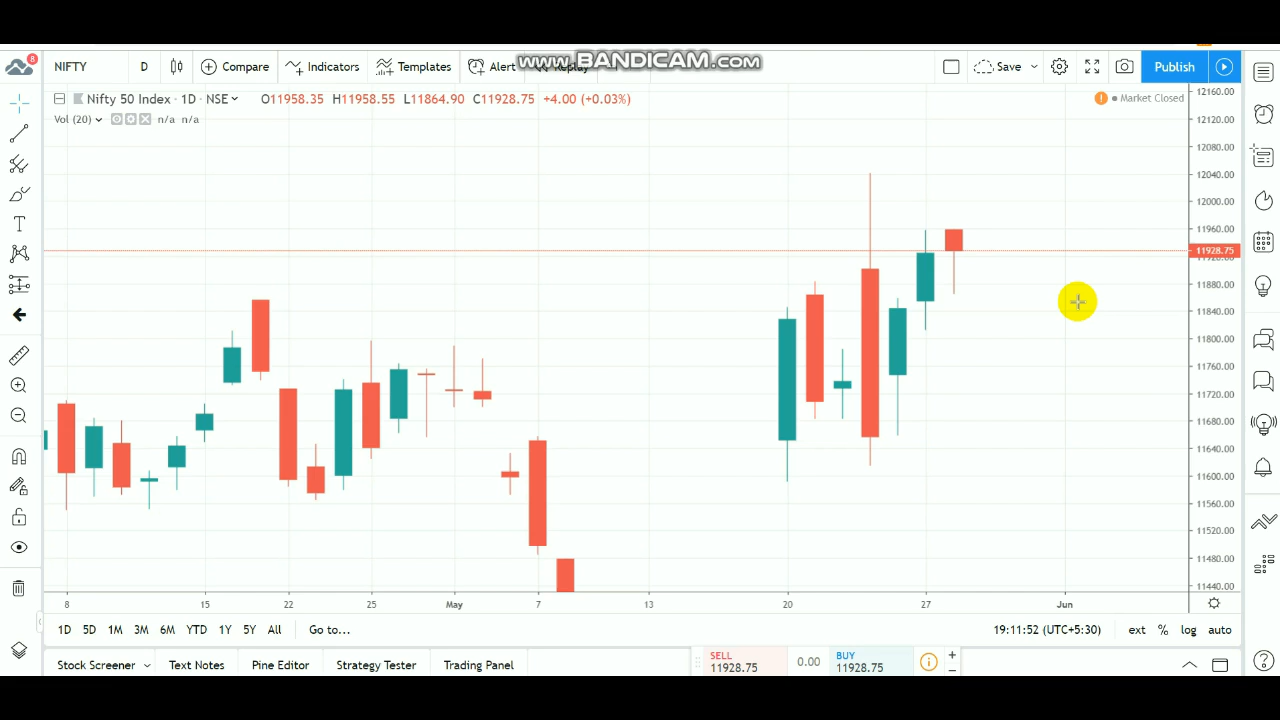 www.BANDICAM.com
8
NIFTY
D
Compare
Indicators
Templates
Alert
Replay
Save
Publish
Nifty 50 Index · 1D · NSE
O11958.35 H11958.55 L11864.90 C11928.75 +4.00 (+0.03%)
Market Closed
Vol (20)
n/a n/a
12160.00
12120.00
12080.00
12040.00
12000.00
11960.00
11928.75
11920.00
11880.00
11840.00
11800.00
11760.00
11720.00
11680.00
11640.00
11600.00
11560.00
11520.00
11480.00
11440.00
8 15 22 25 May 7 13 20 27 Jun
1D 5D 1M 3M 6M YTD 1Y 5Y All Go to...
19:11:52 (UTC+5:30) ext % log auto
Stock Screener Text Notes Pine Editor Strategy Tester Trading Panel
SELL
11928.75
0.00
BUY
11928.75